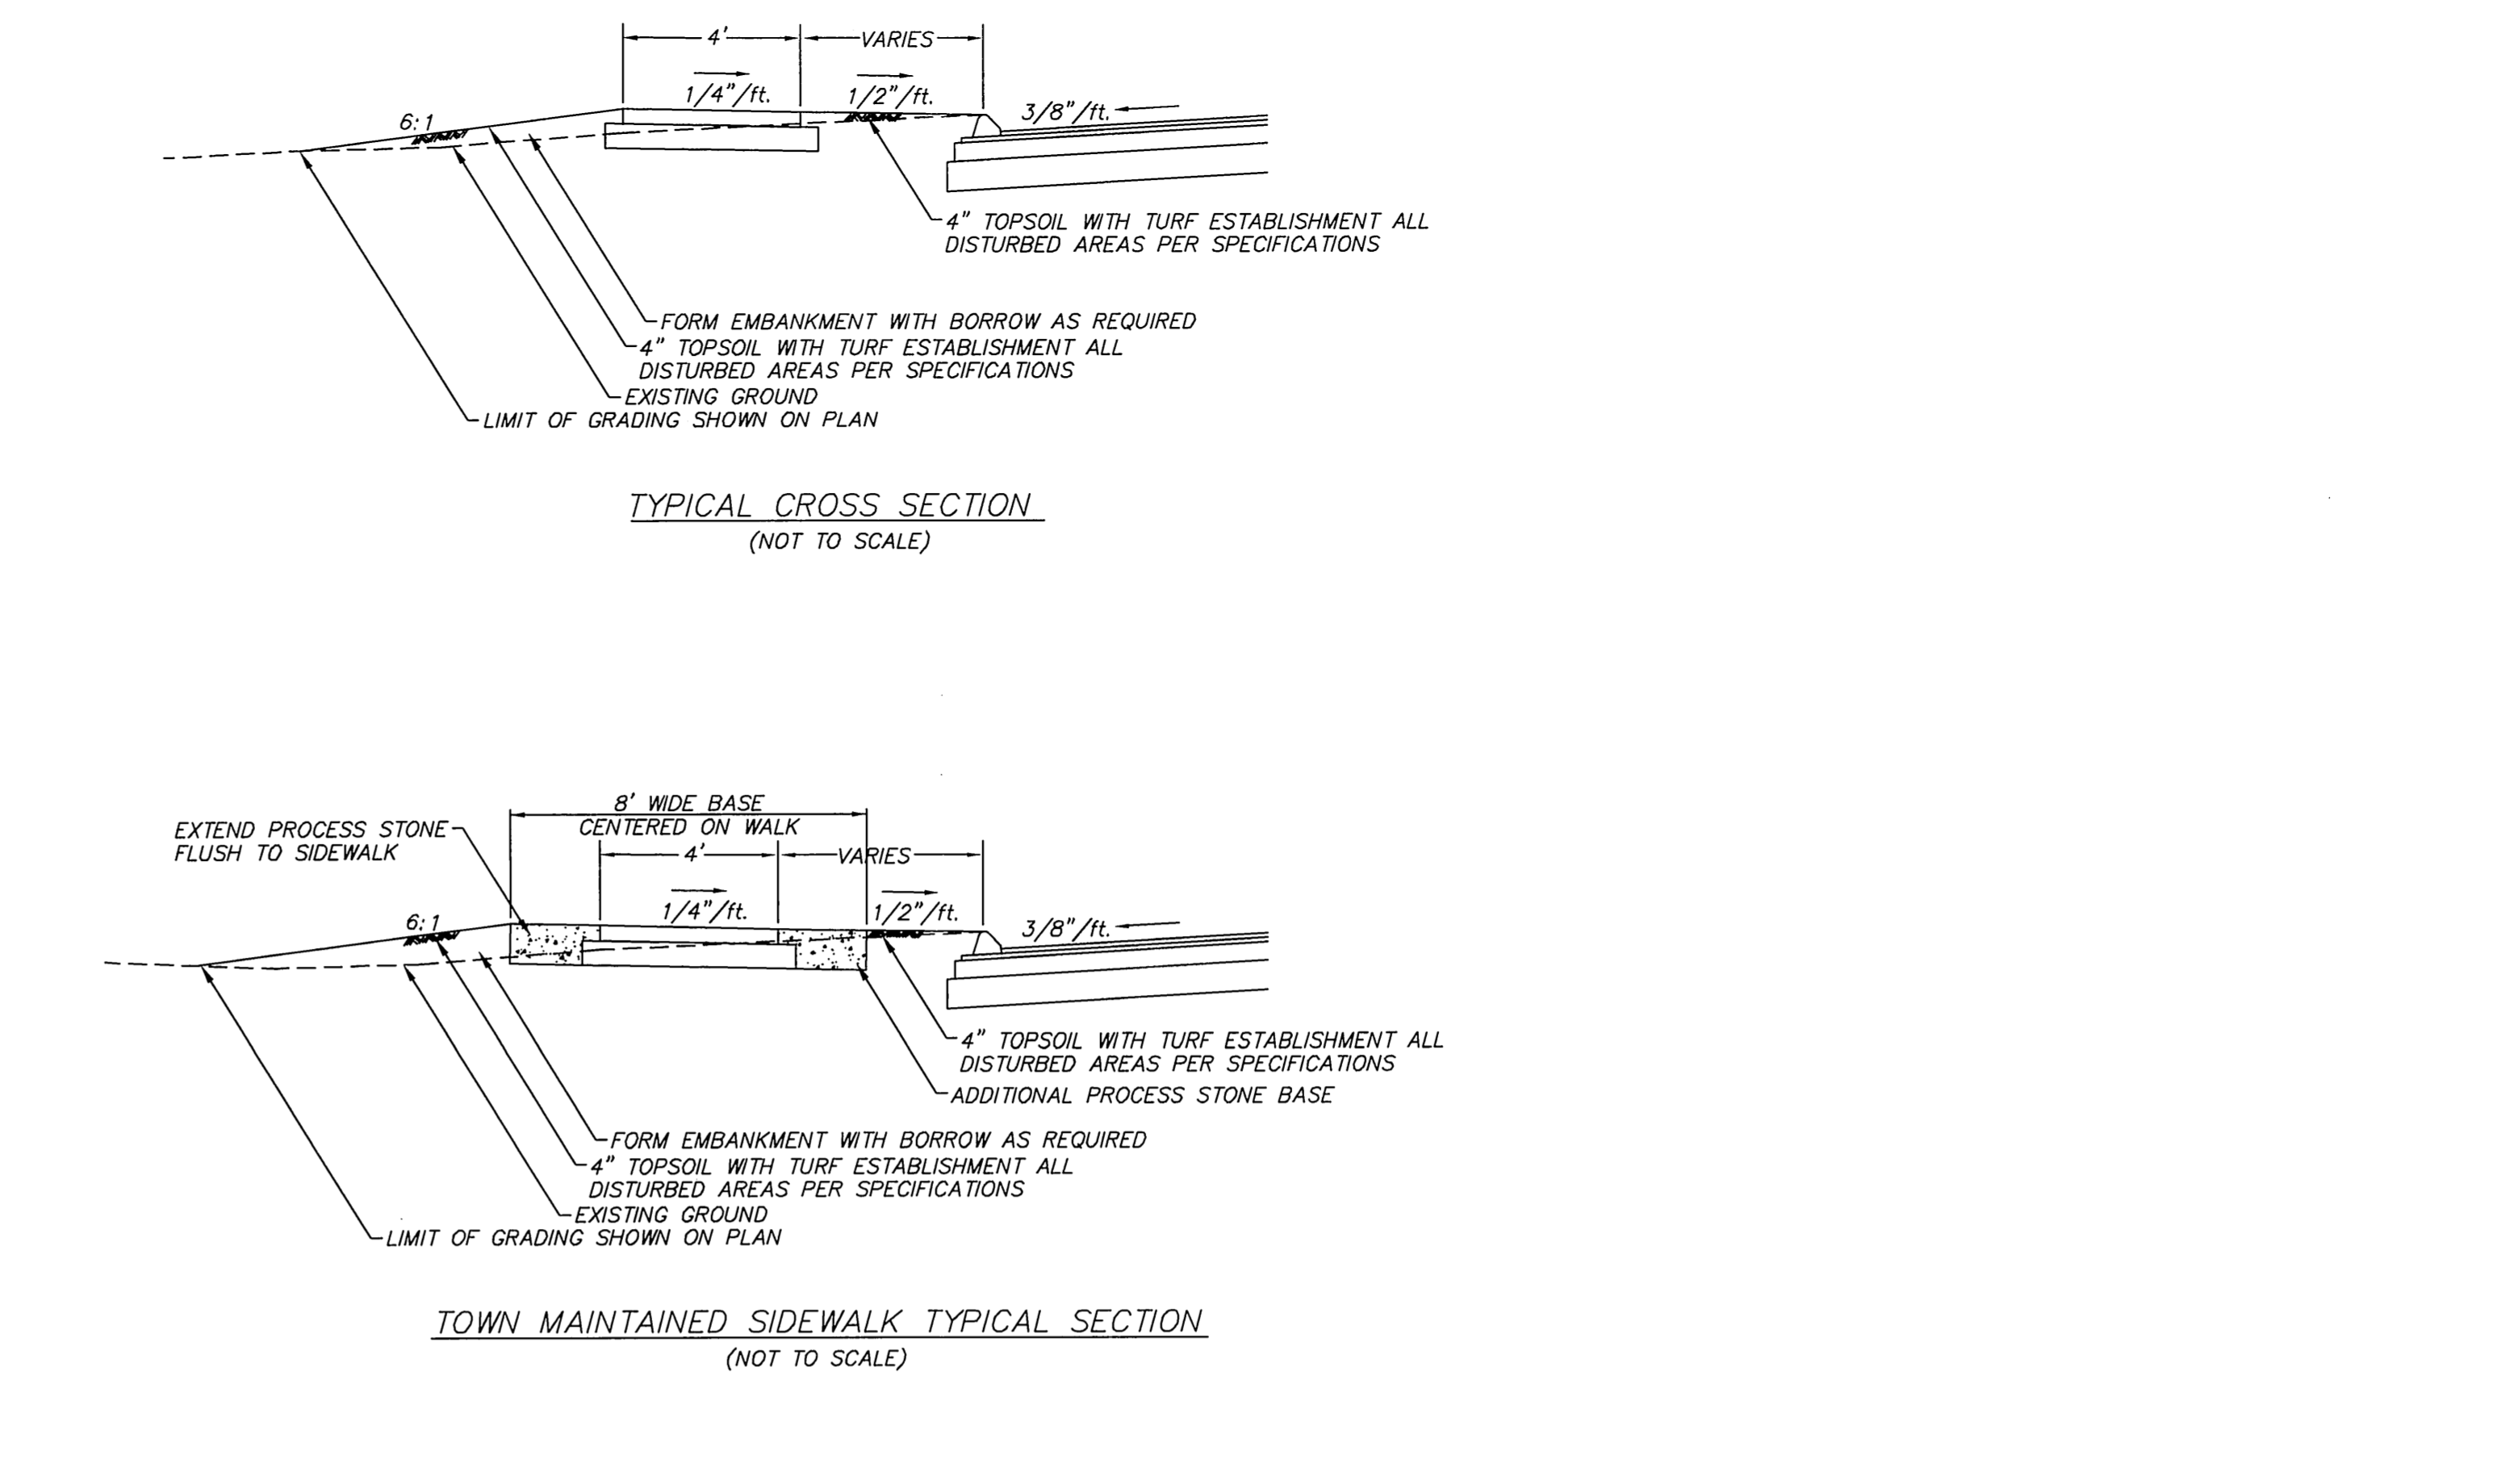 4'
VARIES
1/4"/ft.
1/2"/ft.
3/8"/ft.
6:1
4" TOPSOIL WITH TURF ESTABLISHMENT ALL
DISTURBED AREAS PER SPECIFICATIONS
FORM EMBANKMENT WITH BORROW AS REQUIRED
4" TOPSOIL WITH TURF ESTABLISHMENT ALL
DISTURBED AREAS PER SPECIFICATIONS
EXISTING GROUND
LIMIT OF GRADING SHOWN ON PLAN
TYPICAL CROSS SECTION
(NOT TO SCALE)
8' WIDE BASE
CENTERED ON WALK
EXTEND PROCESS STONE
FLUSH TO SIDEWALK
4'
VARIES
1/4"/ft.
1/2"/ft.
3/8"/ft.
6:1
4" TOPSOIL WITH TURF ESTABLISHMENT ALL
DISTURBED AREAS PER SPECIFICATIONS
ADDITIONAL PROCESS STONE BASE
FORM EMBANKMENT WITH BORROW AS REQUIRED
4" TOPSOIL WITH TURF ESTABLISHMENT ALL
DISTURBED AREAS PER SPECIFICATIONS
EXISTING GROUND
LIMIT OF GRADING SHOWN ON PLAN
TOWN MAINTAINED SIDEWALK TYPICAL SECTION
(NOT TO SCALE)